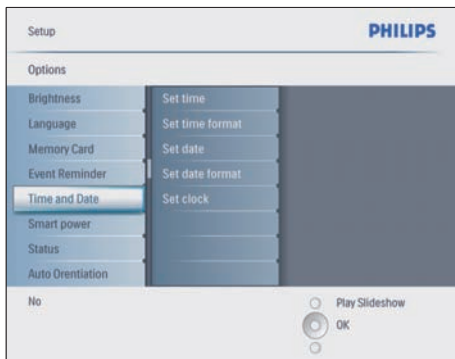 Setup
PHILIPS
Options
Brightness
Language
Memory Card
Event Reminder
Time and Date
Smart power
Status
Auto Orentiation
Set time
Set time format
Set date
Set date format
Set clock
No
Play Slideshow
OK